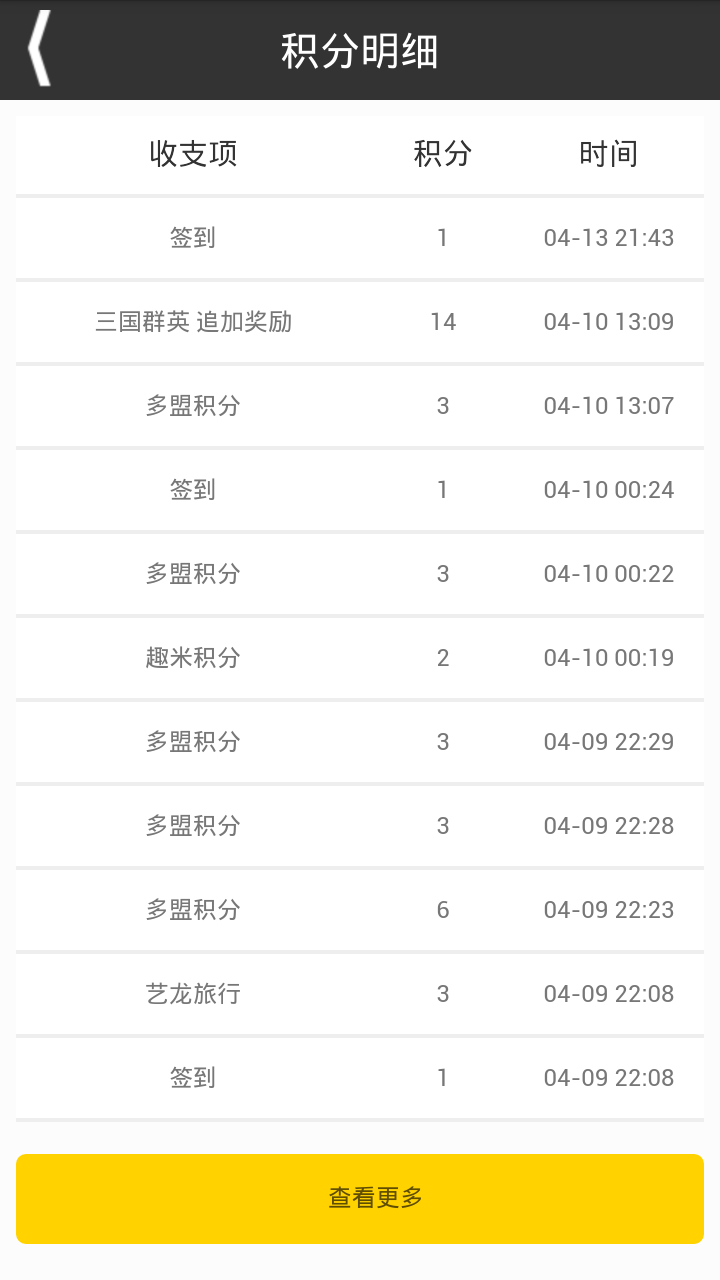 积分明细
收支项 积分 时间
签到 1 04-13 21:43
三国群英 追加奖励 14 04-10 13:09
多盟积分 3 04-10 13:07
签到 1 04-10 00:24
多盟积分 3 04-10 00:22
趣米积分 2 04-10 00:19
多盟积分 3 04-09 22:29
多盟积分 3 04-09 22:28
多盟积分 6 04-09 22:23
艺龙旅行 3 04-09 22:08
签到 1 04-09 22:08
查看更多